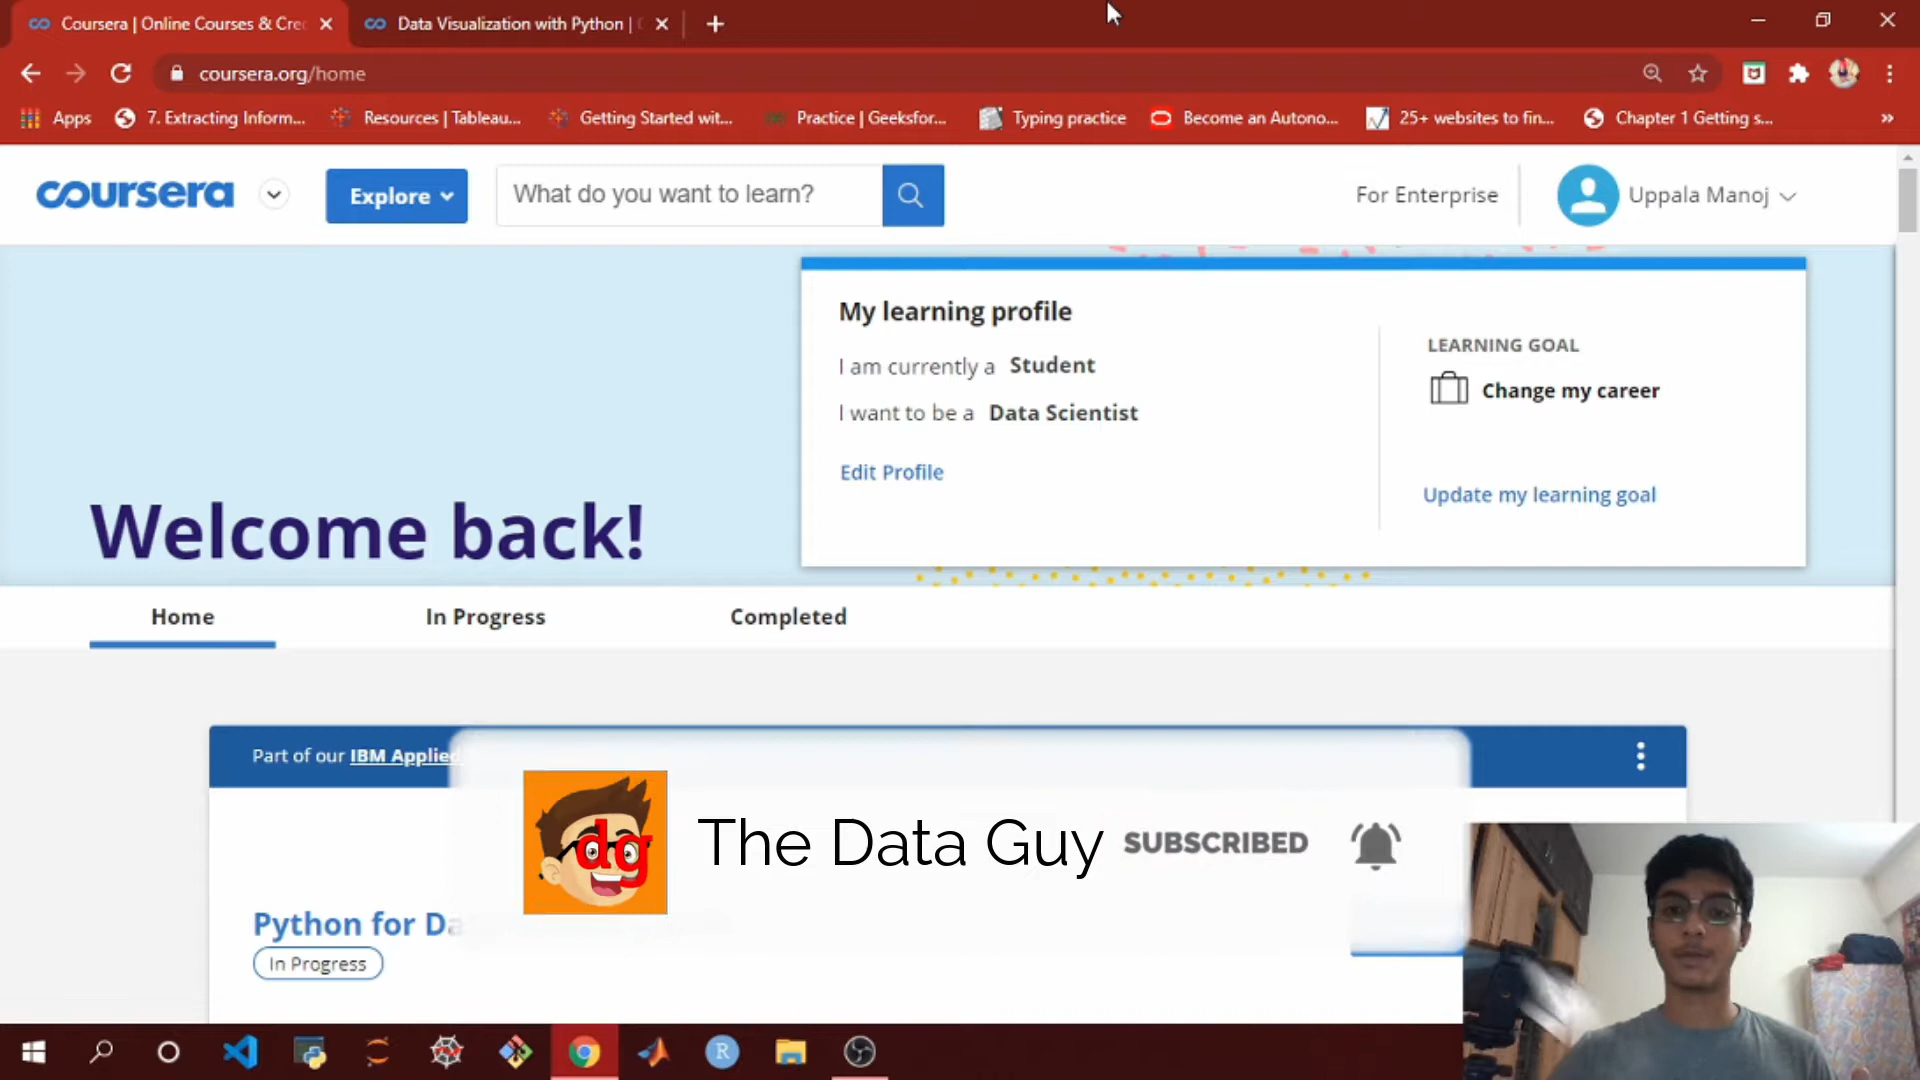 Coursera | Online Courses & Cre
Data Visualization with Python |
coursera.org/home
Apps
7. Extracting Inform...
Resources | Tableau...
Getting Started wit...
Practice | Geeksfor...
Typing practice
Become an Autono...
25+ websites to fin...
Chapter 1 Getting s...
»
coursera
Explore
What do you want to learn?
For Enterprise
Uppala Manoj
My learning profile
I am currently a Student
I want to be a Data Scientist
Edit Profile
LEARNING GOAL
Change my career
Update my learning goal
Welcome back!
Home
In Progress
Completed
Part of our IBM Applied
dg
The Data Guy
SUBSCRIBED
Python for Da
In Progress
R